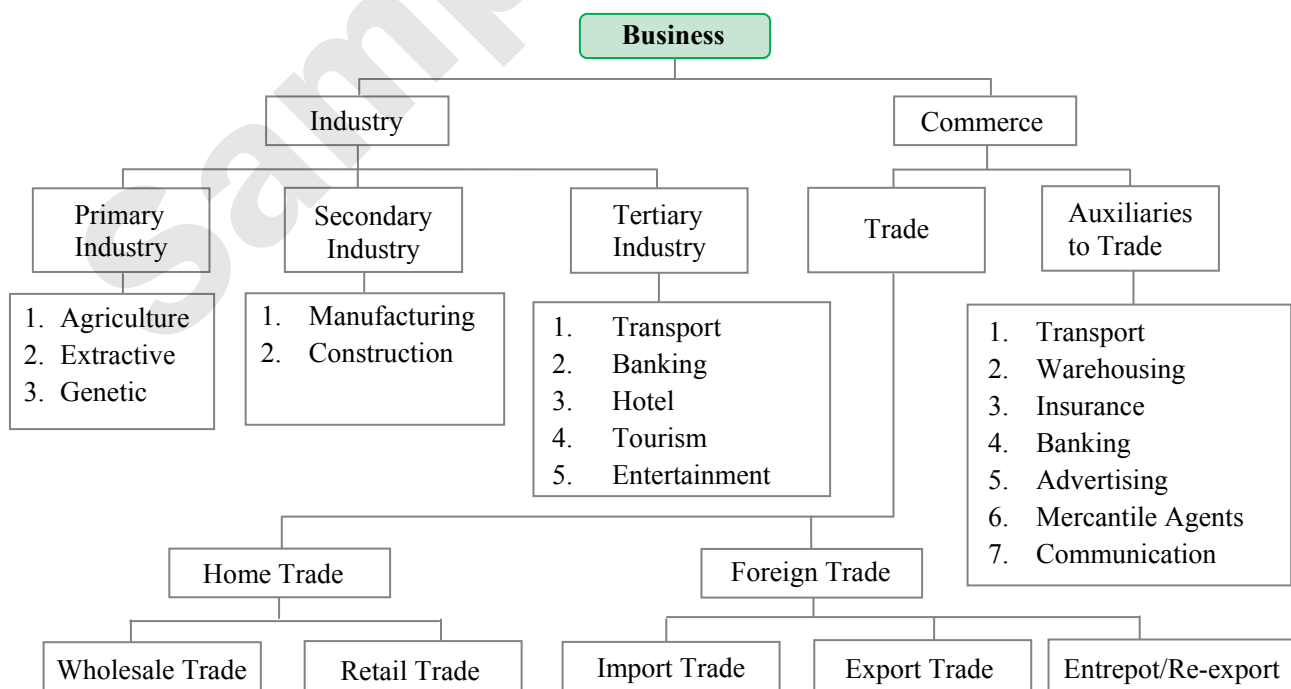 Business
Industry
Commerce
Primary
Industry
Secondary
Industry
Tertiary
Industry
Trade
Auxiliaries
to Trade
1. Agriculture
2. Extractive
3. Genetic
1. Manufacturing
2. Construction
1. Transport
2. Banking
3. Hotel
4. Tourism
5. Entertainment
1. Transport
2. Warehousing
3. Insurance
4. Banking
5. Advertising
6. Mercantile Agents
7. Communication
Home Trade
Foreign Trade
Wholesale Trade
Retail Trade
Import Trade
Export Trade
Entrepot/Re-export
Samp